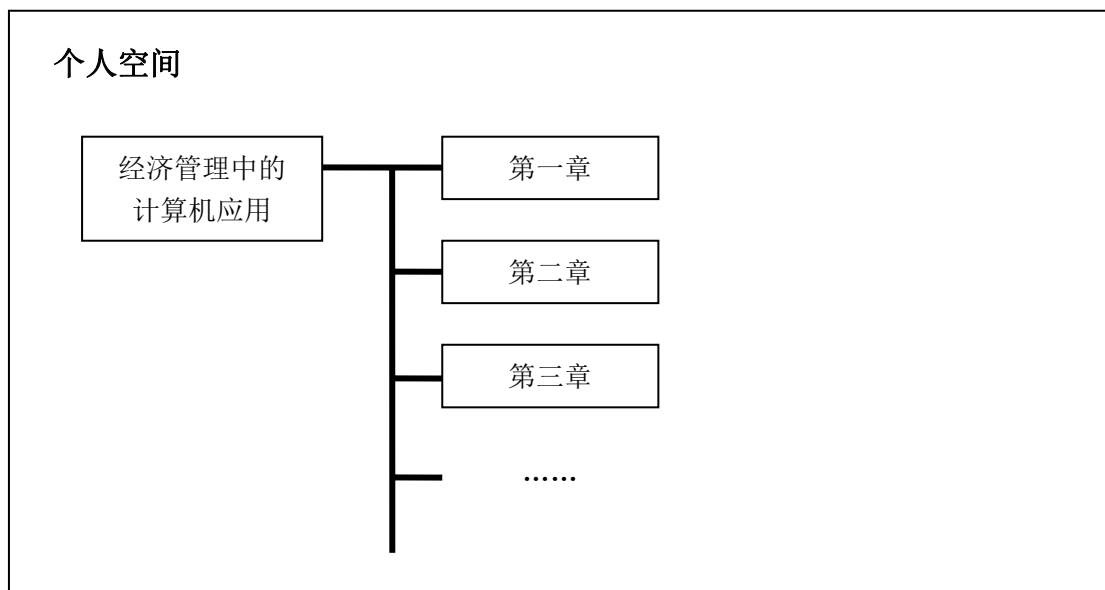 个人空间
经济管理中的
计算机应用
第一章
第二章
第三章
……